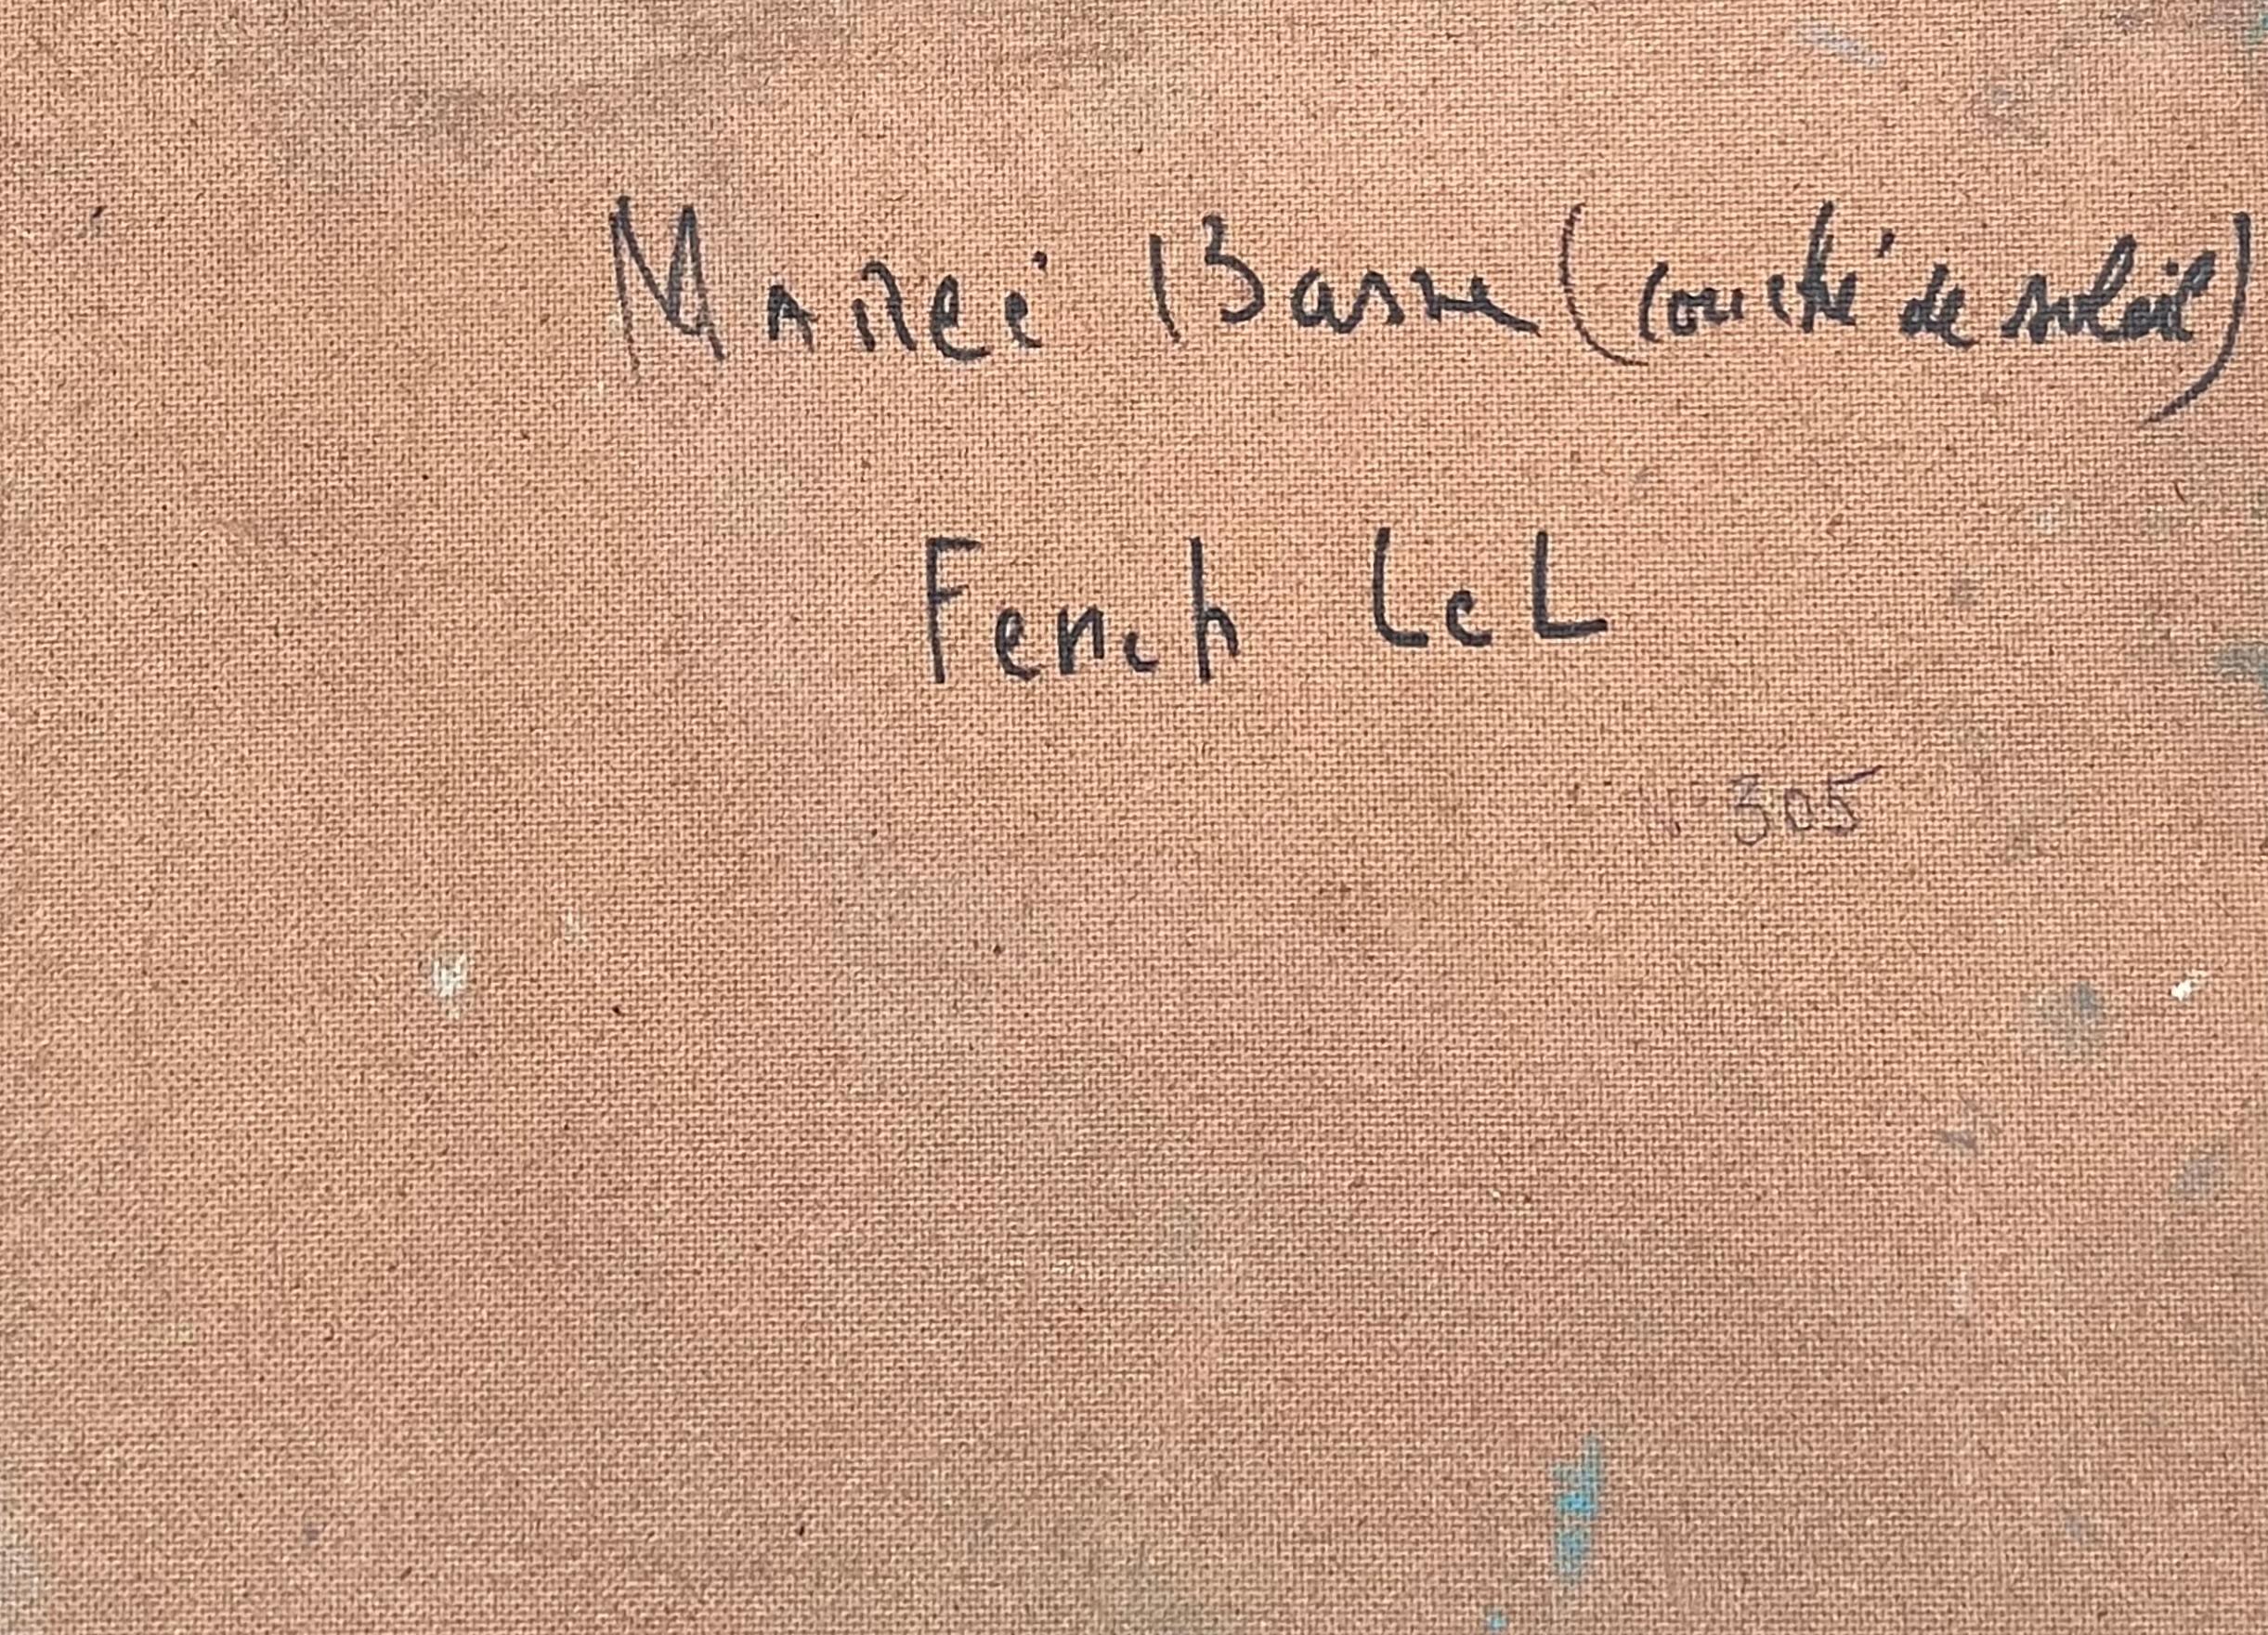 MARée Basse (couché de soleil)
Fench LeL
N° 305